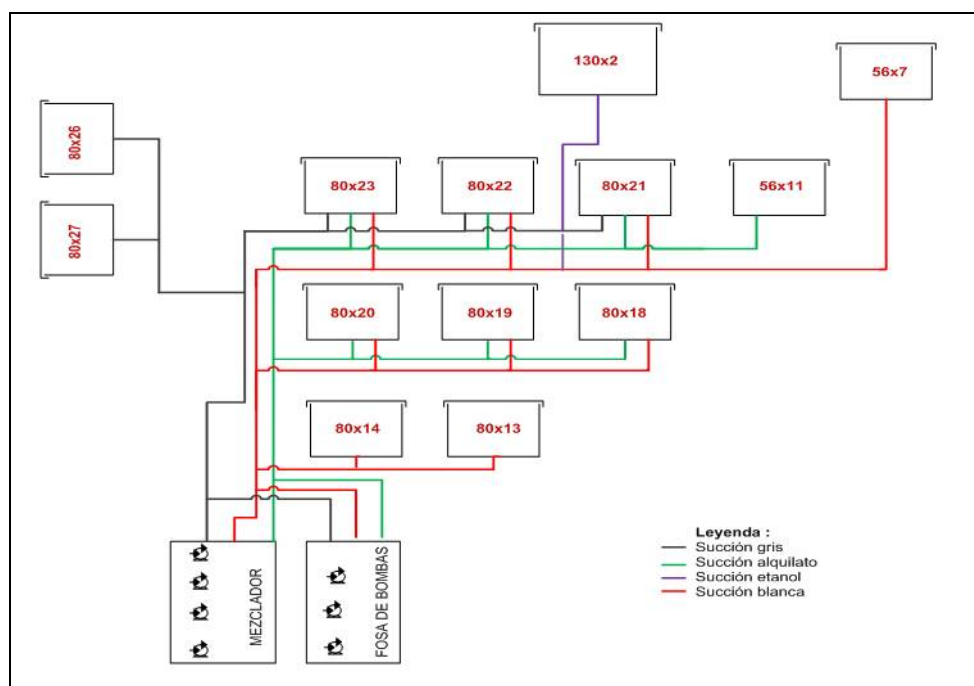 130x2
56x7
80x26
80x23
80x22
80x21
56x11
80x27
80x20
80x19
80x18
80x14
80x13
MEZCLADOR
FOSA DE BOMBAS
Leyenda :
Succión gris
Succión alquilato
Succión etanol
Succión blanca